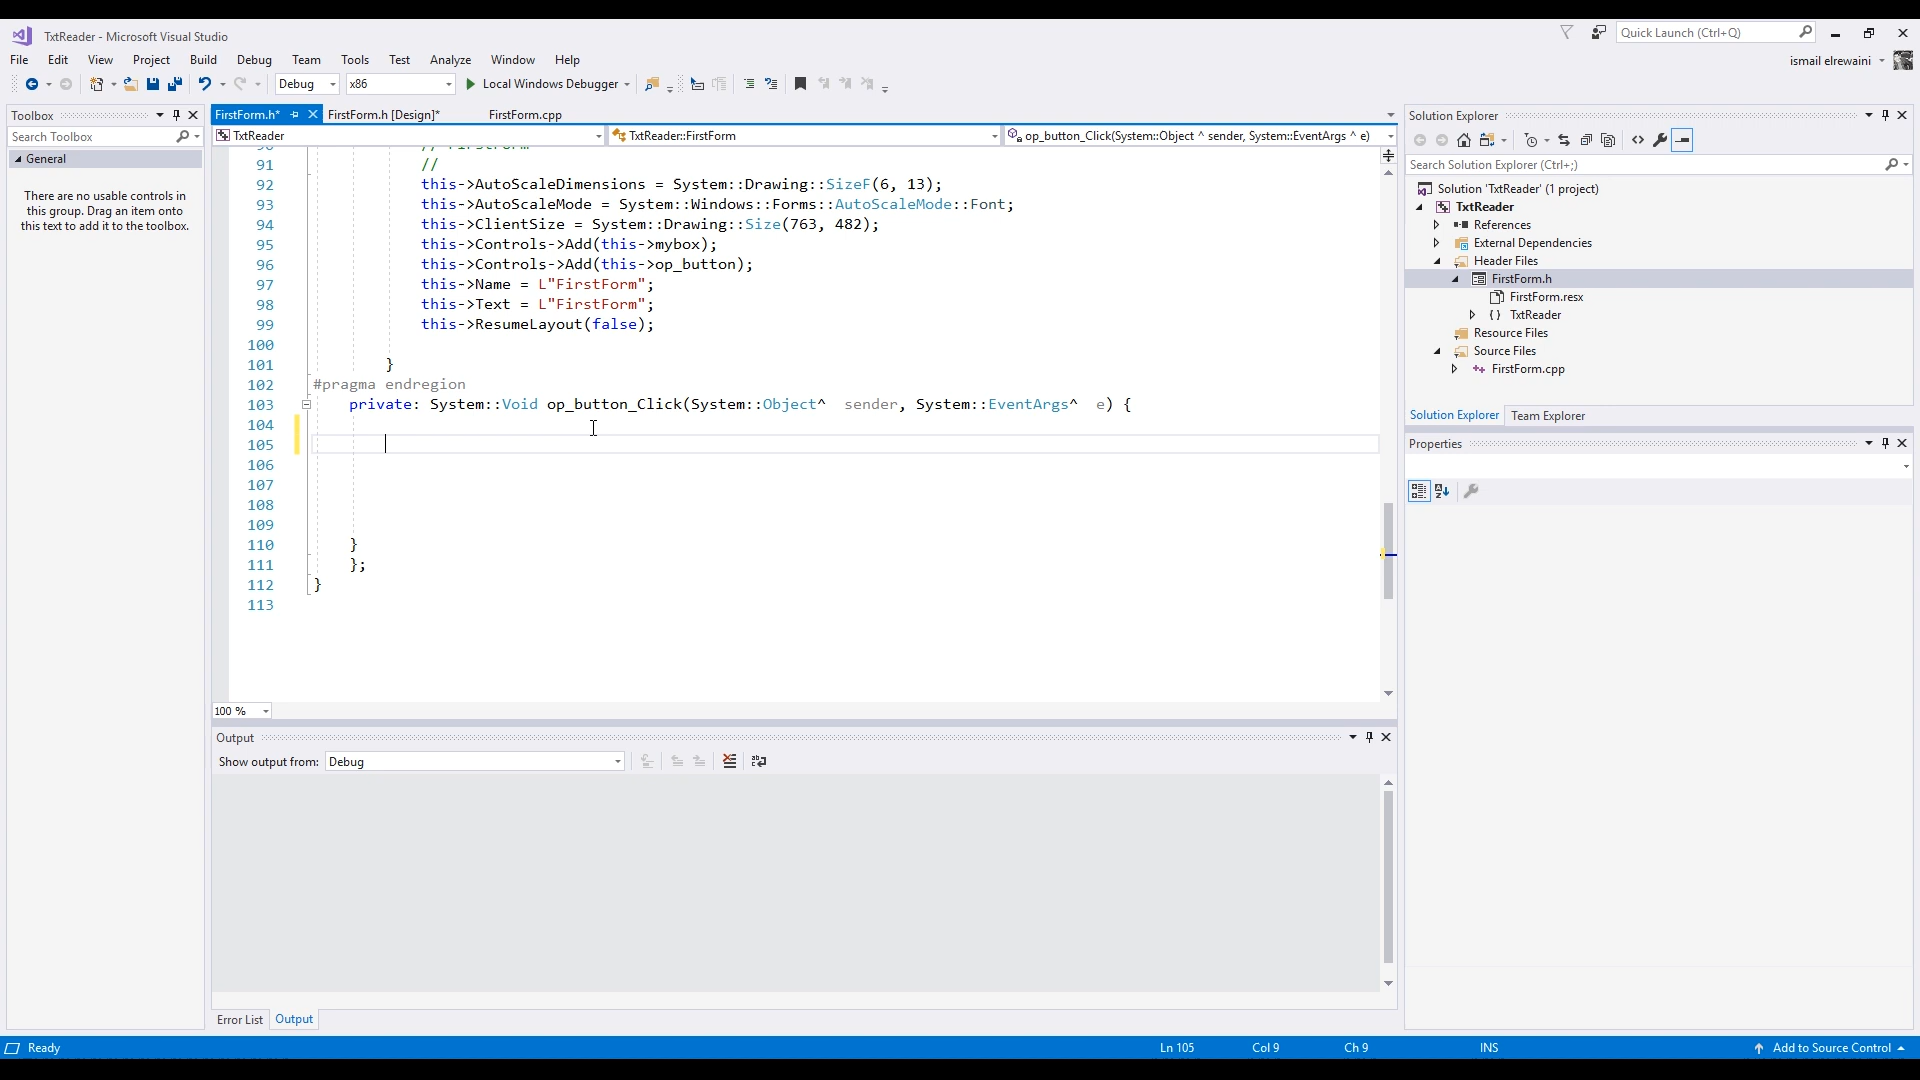 TxtReader - Microsoft Visual Studio
Quick Launch (Ctrl+Q)
File Edit View Project Build Debug Team Tools Test Analyze Window Help
ismail elrewaini
Debug x86 Local Windows Debugger
Toolbox
Search Toolbox
General
There are no usable controls in
this group. Drag an item onto
this text to add it to the toolbox.
FirstForm.h* FirstForm.h [Design]* FirstForm.cpp
TxtReader TxtReader::FirstForm op_button_Click(System::Object ^ sender, System::EventArgs ^ e)
91 //
92 this->AutoScaleDimensions = System::Drawing::SizeF(6, 13);
93 this->AutoScaleMode = System::Windows::Forms::AutoScaleMode::Font;
94 this->ClientSize = System::Drawing::Size(763, 482);
95 this->Controls->Add(this->mybox);
96 this->Controls->Add(this->op_button);
97 this->Name = L"FirstForm";
98 this->Text = L"FirstForm";
99 this->ResumeLayout(false);
100
101 }
102 #pragma endregion
103 private: System::Void op_button_Click(System::Object^ sender, System::EventArgs^ e) {
104
105
106
107
108
109
110 }
111 };
112 }
113
100 %
Output
Show output from: Debug
Error List Output
Solution Explorer
Search Solution Explorer (Ctrl+;)
Solution 'TxtReader' (1 project)
TxtReader
References
External Dependencies
Header Files
FirstForm.h
FirstForm.resx
{} TxtReader
Resource Files
Source Files
FirstForm.cpp
Solution Explorer Team Explorer
Properties
Ready Ln 105 Col 9 Ch 9 INS Add to Source Control